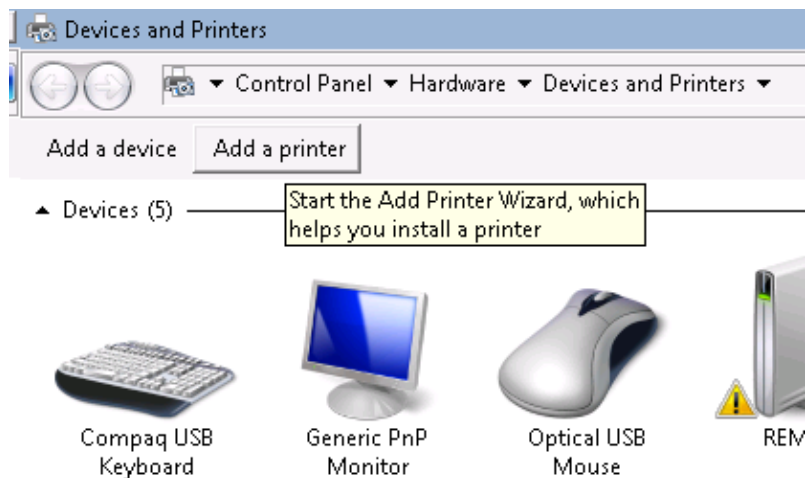 Devices and Printers
Control Panel Hardware Devices and Printers
Add a device Add a printer
Devices (5)
Start the Add Printer Wizard, which
helps you install a printer
Compaq USB
Keyboard
Generic PnP
Monitor
Optical USB
Mouse